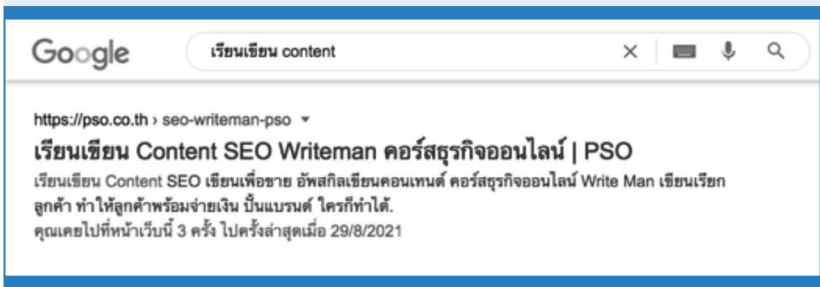 Google
เรียนเขียน content
https://pso.co.th › seo-writeman-pso
เรียนเขียน Content SEO Writeman คอร์สธุรกิจออนไลน์ | PSO
เรียนเขียน Content SEO เขียนเพื่อขาย อัพสกิลเขียนคอนเทนต์ คอร์สธุรกิจออนไลน์ Write Man เขียนเรียก
ลูกค้า ทำให้ลูกค้าพร้อมจ่ายเงิน ปั้นแบรนด์ ใครก็ทำได้.
คุณเคยไปที่หน้าเว็บนี้ 3 ครั้ง ไปครั้งล่าสุดเมื่อ 29/8/2021